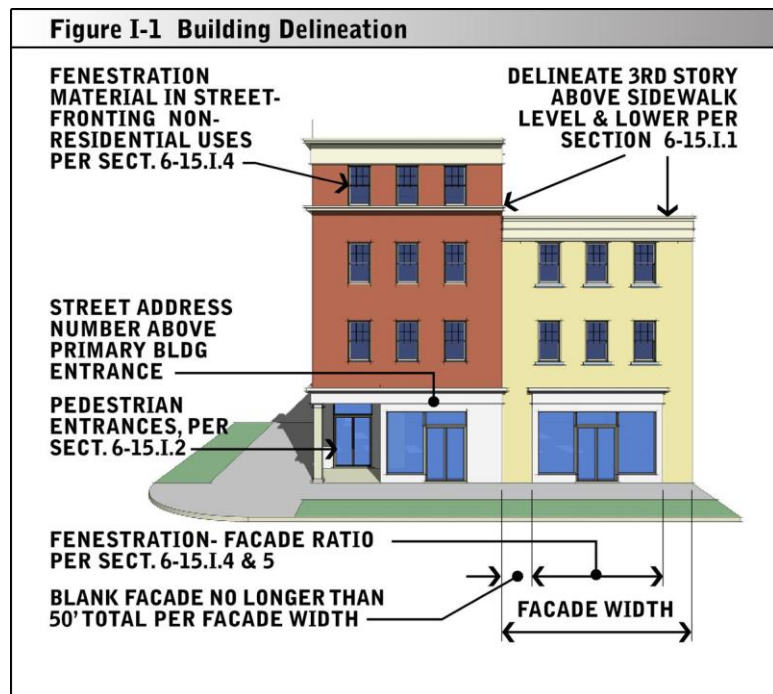 Figure I-1 Building Delineation
FENESTRATION
MATERIAL IN STREET-
FRONTING NON-
RESIDENTIAL USES
PER SECT. 6-15.I.4
DELINEATE 3RD STORY
ABOVE SIDEWALK
LEVEL & LOWER PER
SECTION 6-15.I.1
STREET ADDRESS
NUMBER ABOVE
PRIMARY BLDG
ENTRANCE
PEDESTRIAN
ENTRANCES, PER
SECT. 6-15.I.2
FENESTRATION- FACADE RATIO
PER SECT. 6-15.I.4 & 5
BLANK FACADE NO LONGER THAN
50' TOTAL PER FACADE WIDTH
FACADE WIDTH